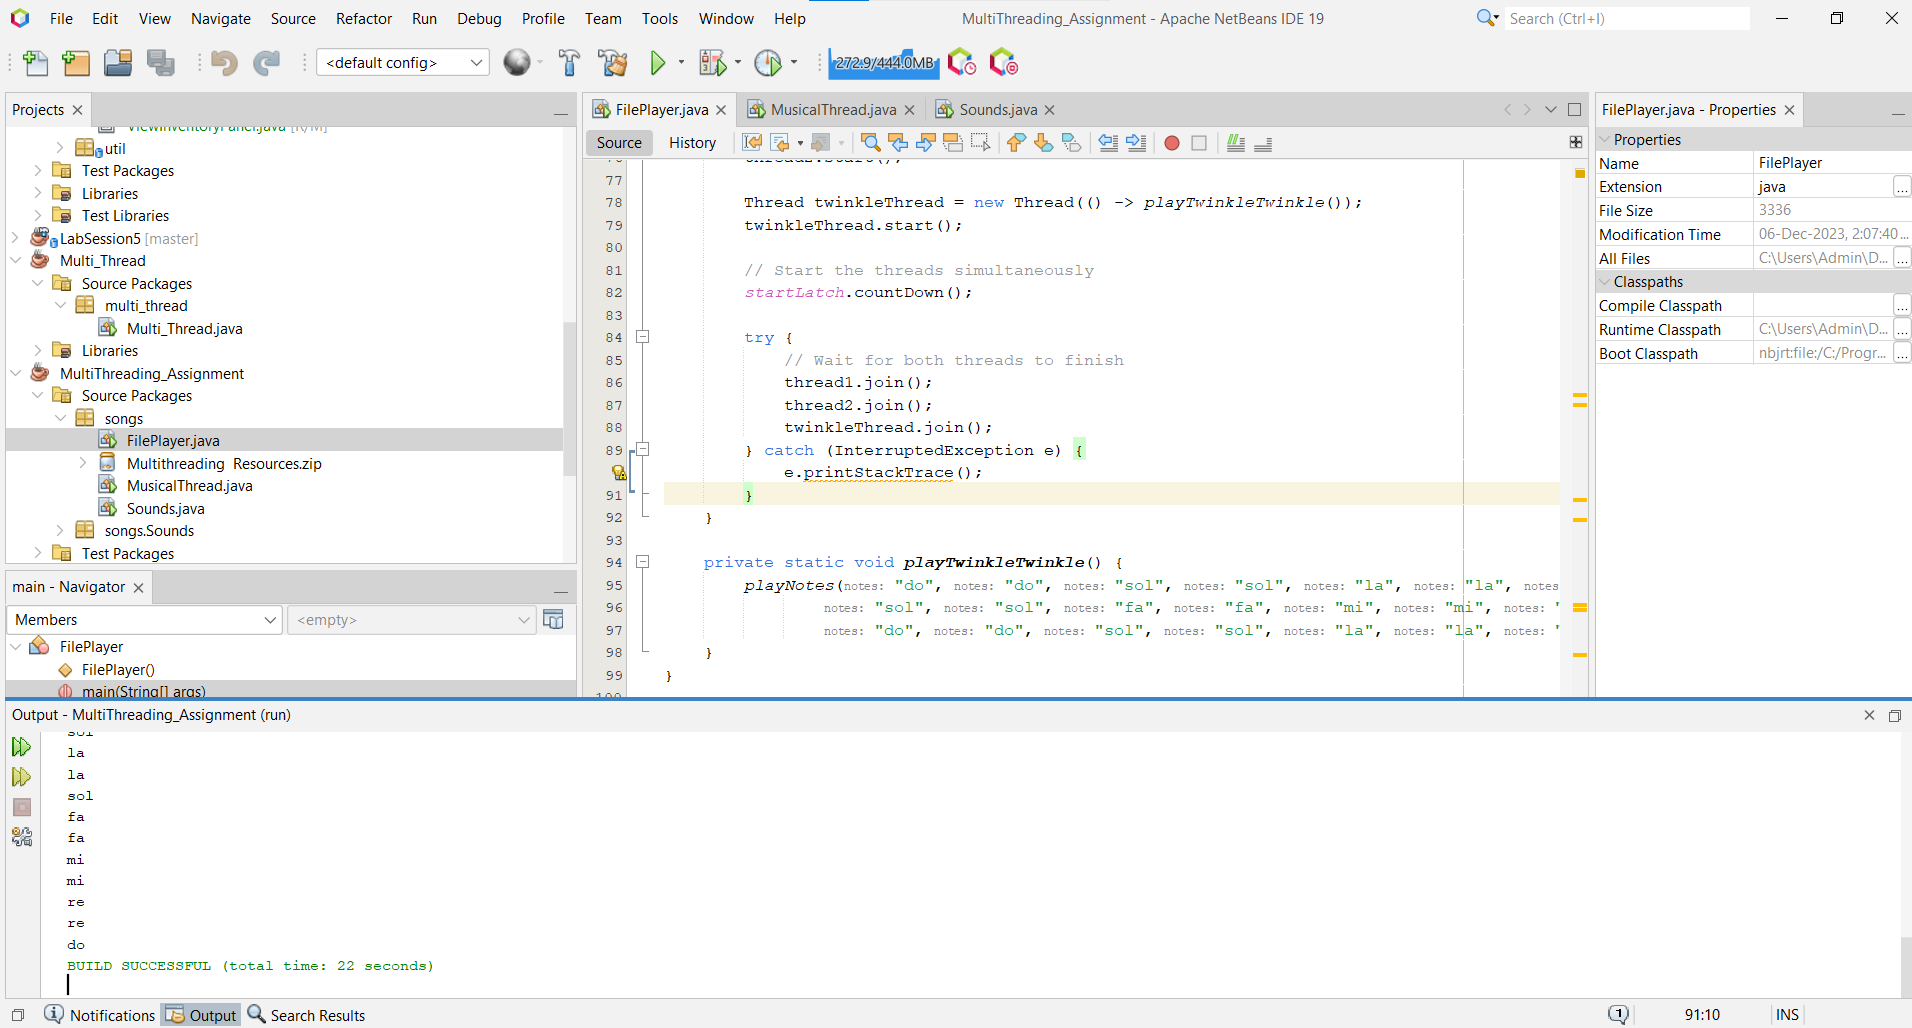 File Edit View Navigate Source Refactor Run Debug Profile Team Tools Window Help
MultiThreading_Assignment - Apache NetBeans IDE 19
Search (Ctrl+I)
<default config>
272.9/444.0MB
Projects
ViewInventoryPanel.java [R/M]
util
Test Packages
Libraries
Test Libraries
LabSession5 [master]
Multi_Thread
Source Packages
multi_thread
Multi_Thread.java
Libraries
MultiThreading_Assignment
Source Packages
songs
FilePlayer.java
Multithreading Resources.zip
MusicalThread.java
Sounds.java
songs.Sounds
Test Packages
main - Navigator
Members
<empty>
FilePlayer
FilePlayer()
main(String[] args)
FilePlayer.java MusicalThread.java Sounds.java
Source History
76 thread2.start();
77
78 Thread twinkleThread = new Thread(() -> playTwinkleTwinkle());
79 twinkleThread.start();
80
81 // Start the threads simultaneously
82 startLatch.countDown();
83
84 try {
85 // Wait for both threads to finish
86 thread1.join();
87 thread2.join();
88 twinkleThread.join();
89 } catch (InterruptedException e) {
e.printStackTrace();
91 }
92 }
93
94 private static void playTwinkleTwinkle() {
95 playNotes(notes: "do", notes: "do", notes: "sol", notes: "sol", notes: "la", notes: "la", notes
96 notes: "sol", notes: "sol", notes: "fa", notes: "fa", notes: "mi", notes: "mi", notes: "
97 notes: "do", notes: "do", notes: "sol", notes: "sol", notes: "la", notes: "la", notes: "
98 }
99 }
100
FilePlayer.java - Properties
Properties
Name FilePlayer
Extension java ...
File Size 3336
Modification Time 06-Dec-2023, 2:07:40...
All Files C:\Users\Admin\D... ...
Classpaths
Compile Classpath ...
Runtime Classpath C:\Users\Admin\D... ...
Boot Classpath nbjrt:file:/C:/Progr... ...
Output - MultiThreading_Assignment (run)
sol
la
la
sol
fa
fa
mi
mi
re
re
do
BUILD SUCCESSFUL (total time: 22 seconds)
Notifications Output Search Results
1 91:10 INS